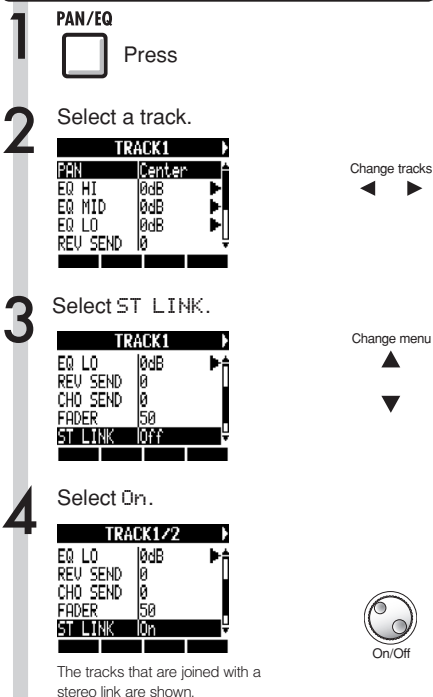 1
PAN/EQ
Press
2
Select a track.
TRACK1
PAN Center
EQ HI 0dB
EQ MID 0dB
EQ LO 0dB
REV SEND 0
Change tracks
3
Select ST LINK.
TRACK1
EQ LO 0dB
REV SEND 0
CHO SEND 0
FADER 50
ST LINK Off
Change menu
4
Select On.
TRACK1/2
EQ LO 0dB
REV SEND 0
CHO SEND 0
FADER 50
ST LINK On
On/Off
The tracks that are joined with a
stereo link are shown.